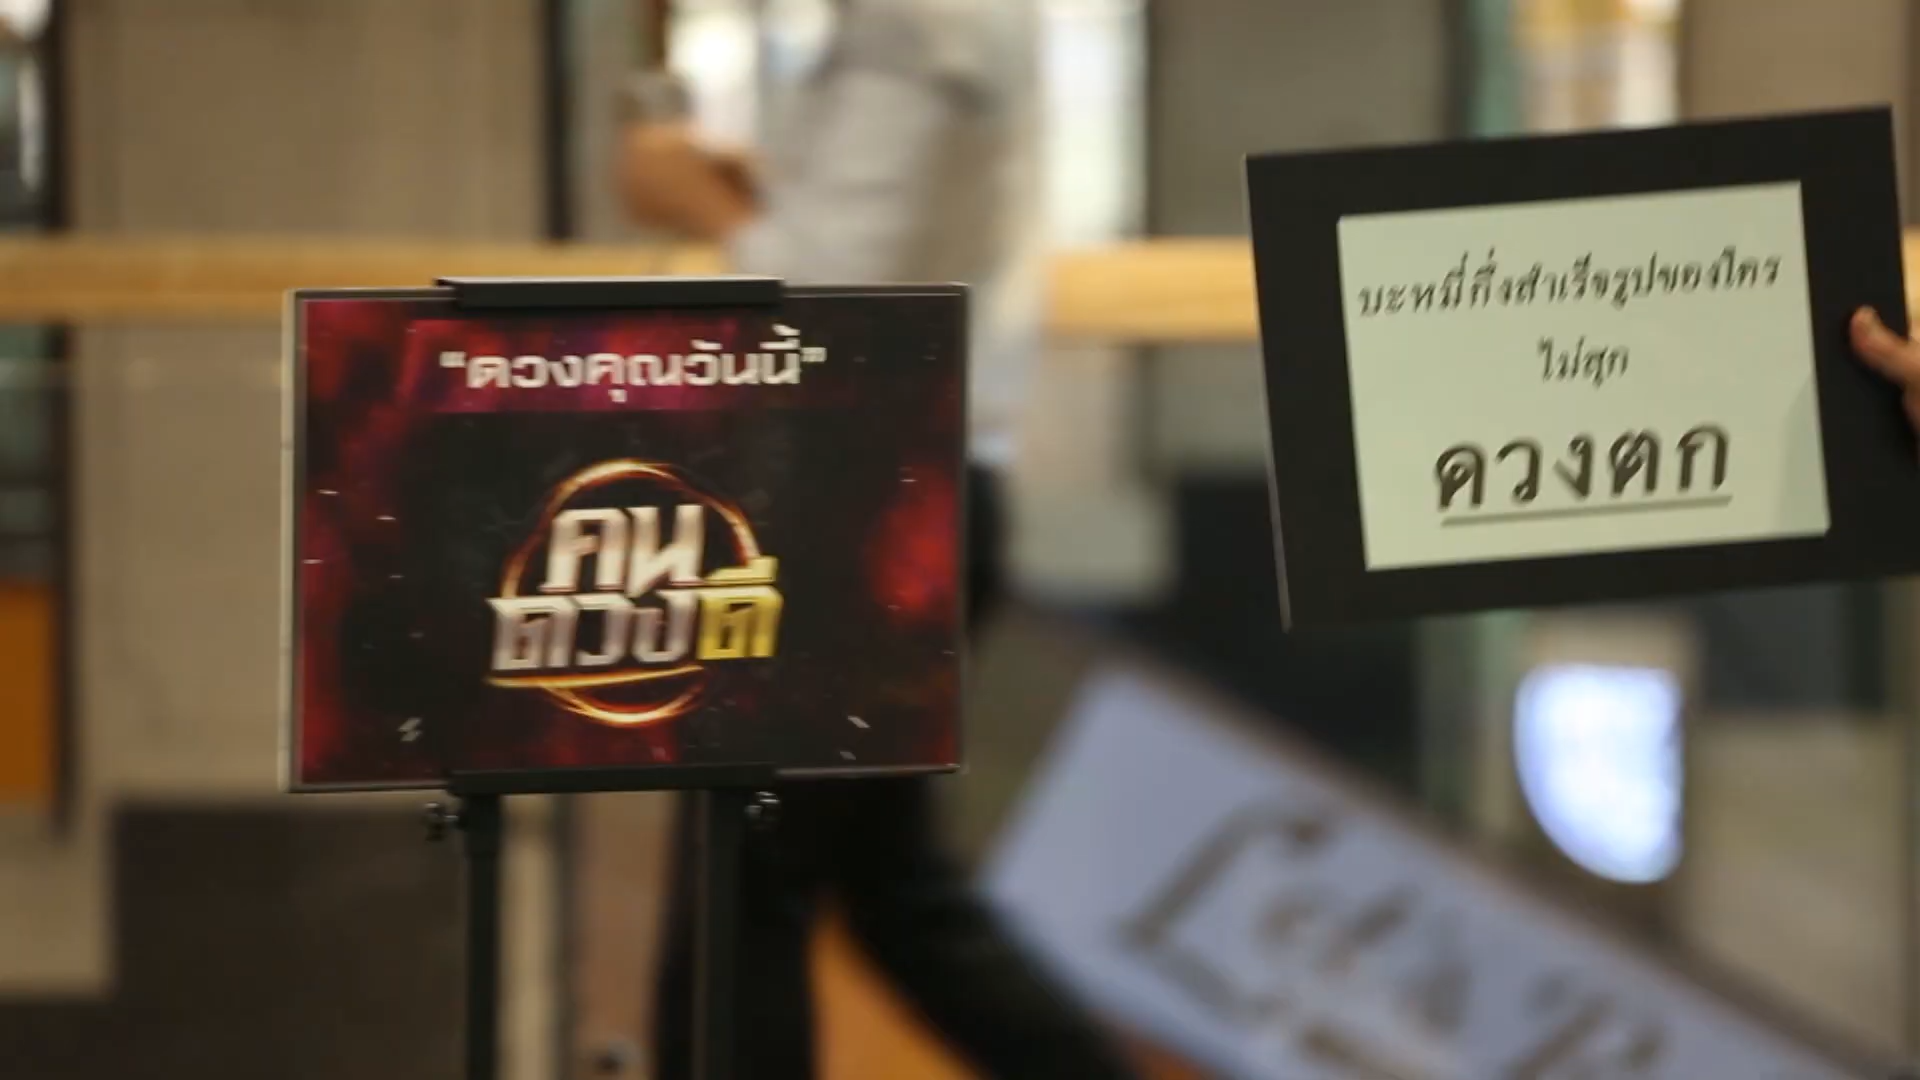 “ดวงคุณวันนี้”
คน
ดวงดี
บะหมี่กึ่งสำเร็จรูปของใคร
ไม่สุก
ดวงตก